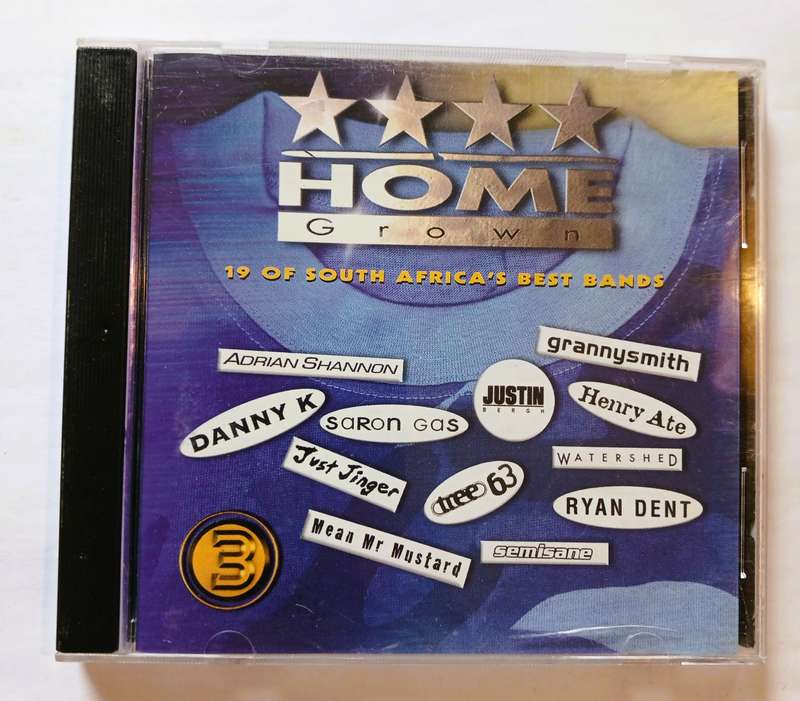 HOME
Grown
19 OF SOUTH AFRICA'S BEST BANDS
ADRIAN SHANNON
grannysmith
DANNY K
saron gas
JUSTIN
BERGH
Henry Ate
Just Jinger
tree 63
WATERSHED
RYAN DENT
Mean Mr Mustard
semisane
3